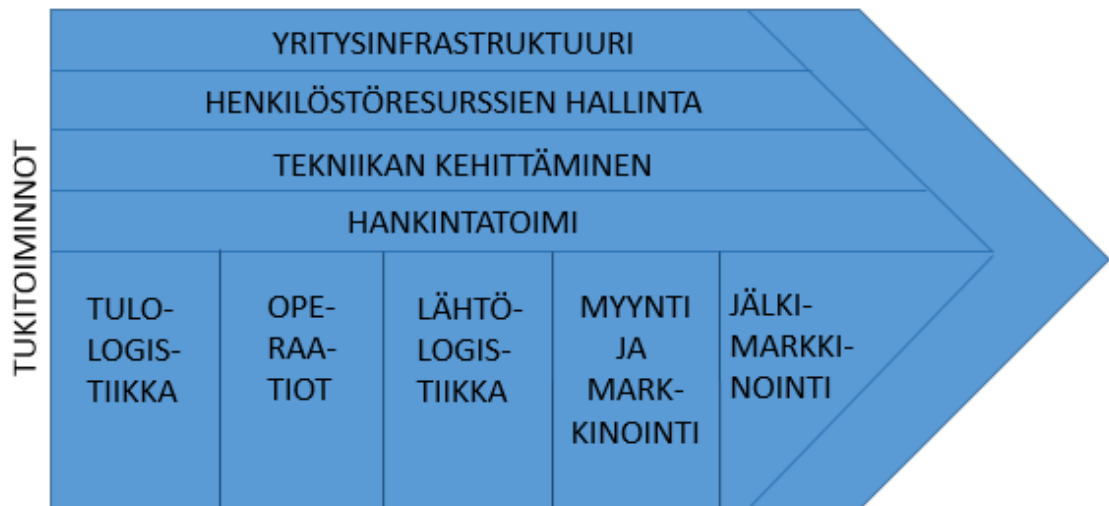 TUKITOIMINNOT
YRITYSINFRASTRUKTUURI
HENKILÖSTÖRESURSSIEN HALLINTA
TEKNIIKAN KEHITTÄMINEN
HANKINTATOIMI
TULO-
LOGIS-
TIIKKA
OPE-
RAA-
TIOT
LÄHTÖ-
LOGIS-
TIIKKA
MYYNTI
JA
MARK-
KINOINTI
JÄLKI-
MARKKI-
NOINTI